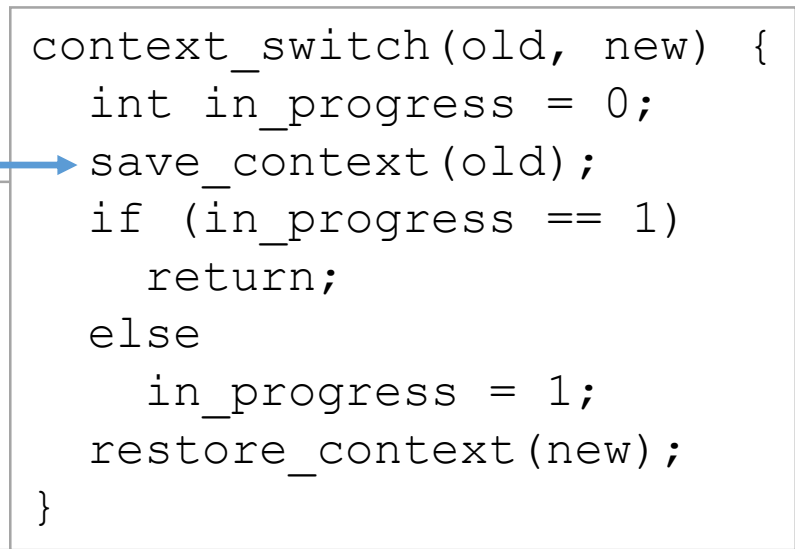 context_switch(old, new) {
  int in_progress = 0;
  save_context(old);
  if (in_progress == 1)
    return;
  else
    in_progress = 1;
  restore_context(new);
}